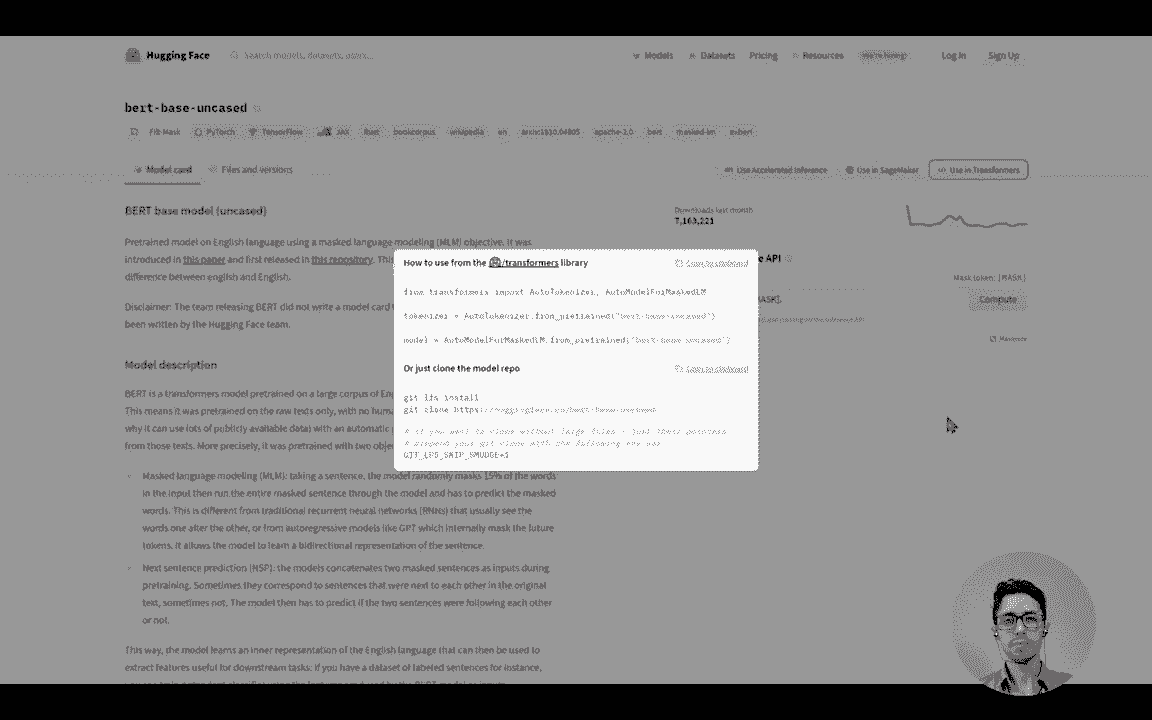 Hugging Face
Search models, datasets, users...
Models
Datasets
Pricing
Resources
We're hiring!
Log In
Sign Up
bert-base-uncased
Fill-Mask
PyTorch
TensorFlow
JAX
Rust
bookcorpus
wikipedia
en
arxiv:1810.04805
apache-2.0
bert
masked-lm
exbert
Model card
Files and versions
Use Accelerated Inference
Use in SageMaker
Use in Transformers
BERT base model (uncased)
Downloads last month
7,163,221
Pretrained model on English language using a masked language modeling (MLM) objective. It was
introduced in this paper and first released in this repository. This
difference between english and English.
Disclaimer: The team releasing BERT did not write a model card
been written by the Hugging Face team.
Model description
BERT is a transformers model pretrained on a large corpus of Eng
This means it was pretrained on the raw texts only, with no huma
why it can use lots of publicly available data) with an automatic
from those texts. More precisely, it was pretrained with two obje
Masked language modeling (MLM): taking a sentence, the model randomly masks 15% of the words
in the input then run the entire masked sentence through the model and has to predict the masked
words. This is different from traditional recurrent neural networks (RNNs) that usually see the
words one after the other, or from autoregressive models like GPT which internally mask the future
tokens. It allows the model to learn a bidirectional representation of the sentence.
Next sentence prediction (NSP): the models concatenates two masked sentences as inputs during
pretraining. Sometimes they correspond to sentences that were next to each other in the original
text, sometimes not. The model then has to predict if the two sentences were following each other
or not.
This way, the model learns an inner representation of the English language that can then be used to
extract features useful for downstream tasks: if you have a dataset of labeled sentences for instance,
How to use from the 🤗/transformers library
Copy to clipboard
from transformers import AutoTokenizer, AutoModelForMaskedLM
tokenizer = AutoTokenizer.from_pretrained("bert-base-uncased")
model = AutoModelForMaskedLM.from_pretrained("bert-base-uncased")
Or just clone the model repo
Copy to clipboard
git lfs install
git clone https://huggingface.co/bert-base-uncased
# if you want to clone without large files – just their pointers
# prepend your git clone with the following env var:
GIT_LFS_SKIP_SMUDGE=1
e API
Mask token: [MASK]
MASK].
Compute
Maximize